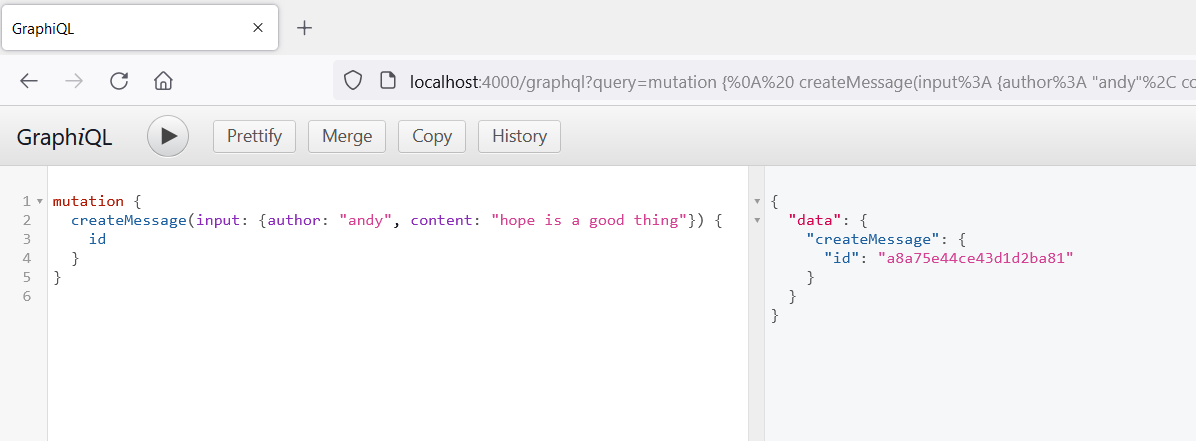 GraphiQL
localhost:4000/graphql?query=mutation {%0A%20 createMessage(input%3A {author%3A "andy"%2C co
GraphiQL Prettify Merge Copy History
1 mutation {
2 createMessage(input: {author: "andy", content: "hope is a good thing"}) {
3 id
4 }
5 }
6
{
"data": {
"createMessage": {
"id": "a8a75e44ce43d1d2ba81"
}
}
}